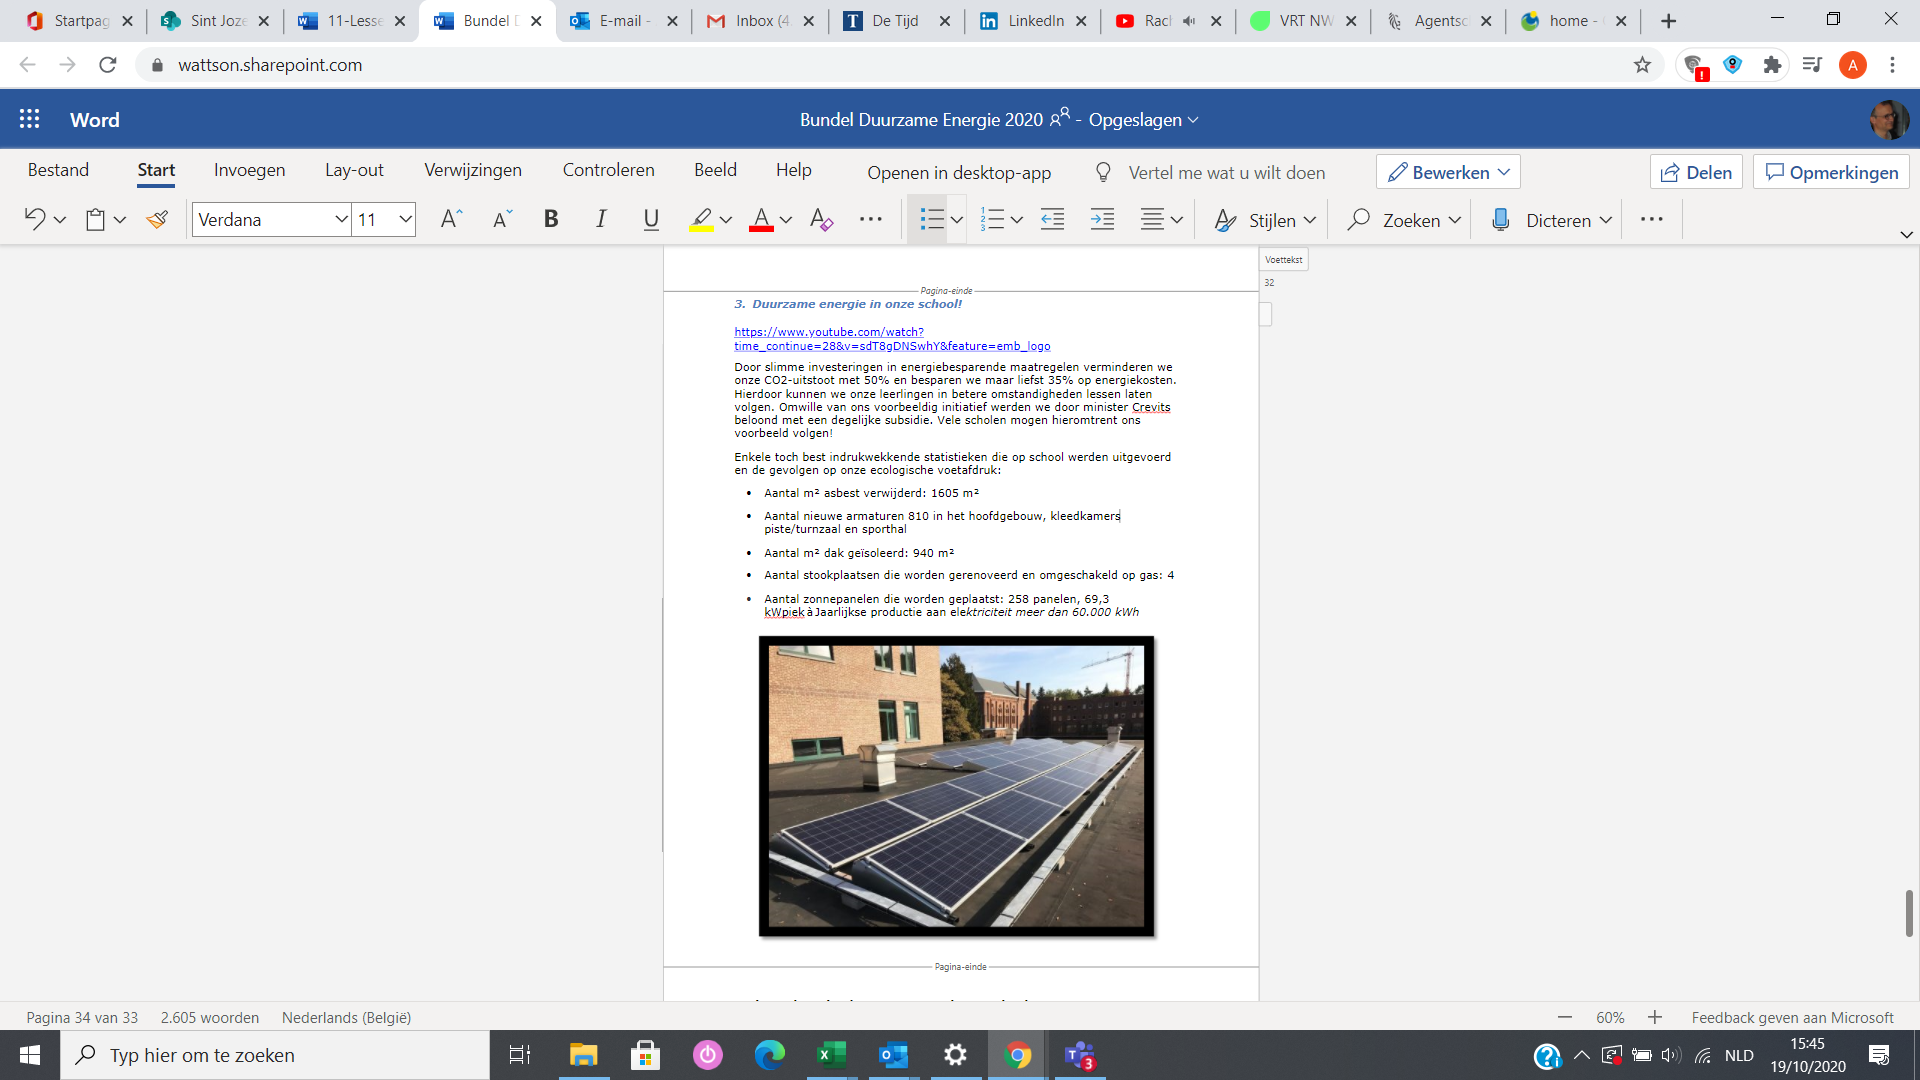 Startpag
Sint Joze
11-Lesse
Bundel D
E-mail -
Inbox (4.
De Tijd
LinkedIn
Rach
VRT NW
Agentsc
home -
wattson.sharepoint.com
A
Word
Bundel Duurzame Energie 2020 - Opgeslagen
Bestand Start Invoegen Lay-out Verwijzingen Controleren Beeld Help Openen in desktop-app Vertel me wat u wilt doen Bewerken Delen Opmerkingen
Verdana 11 Stijlen Zoeken Dicteren
Voettekst
32
Pagina-einde
3. Duurzame energie in onze school!
https://www.youtube.com/watch?
time_continue=28&v=sdT8gDNSwhY&feature=emb_logo
Door slimme investeringen in energiebesparende maatregelen verminderen we
onze CO2-uitstoot met 50% en besparen we maar liefst 35% op energiekosten.
Hierdoor kunnen we onze leerlingen in betere omstandigheden lessen laten
volgen. Omwille van ons voorbeeldig initiatief werden we door minister Crevits
beloond met een degelijke subsidie. Vele scholen mogen hieromtrent ons
voorbeeld volgen!
Enkele toch best indrukwekkende statistieken die op school werden uitgevoerd
en de gevolgen op onze ecologische voetafdruk:
• Aantal m² asbest verwijderd: 1605 m²
• Aantal nieuwe armaturen 810 in het hoofdgebouw, kleedkamers
piste/turnzaal en sporthal
• Aantal m² dak geïsoleerd: 940 m²
• Aantal stookplaatsen die worden gerenoveerd en omgeschakeld op gas: 4
• Aantal zonnepanelen die worden geplaatst: 258 panelen, 69,3
kWpiek à Jaarlijkse productie aan elektriciteit meer dan 60.000 kWh
Pagina-einde
Pagina 34 van 33 2.605 woorden Nederlands (België) 60% Feedback geven aan Microsoft
Typ hier om te zoeken
3
NLD
15:45
19/10/2020